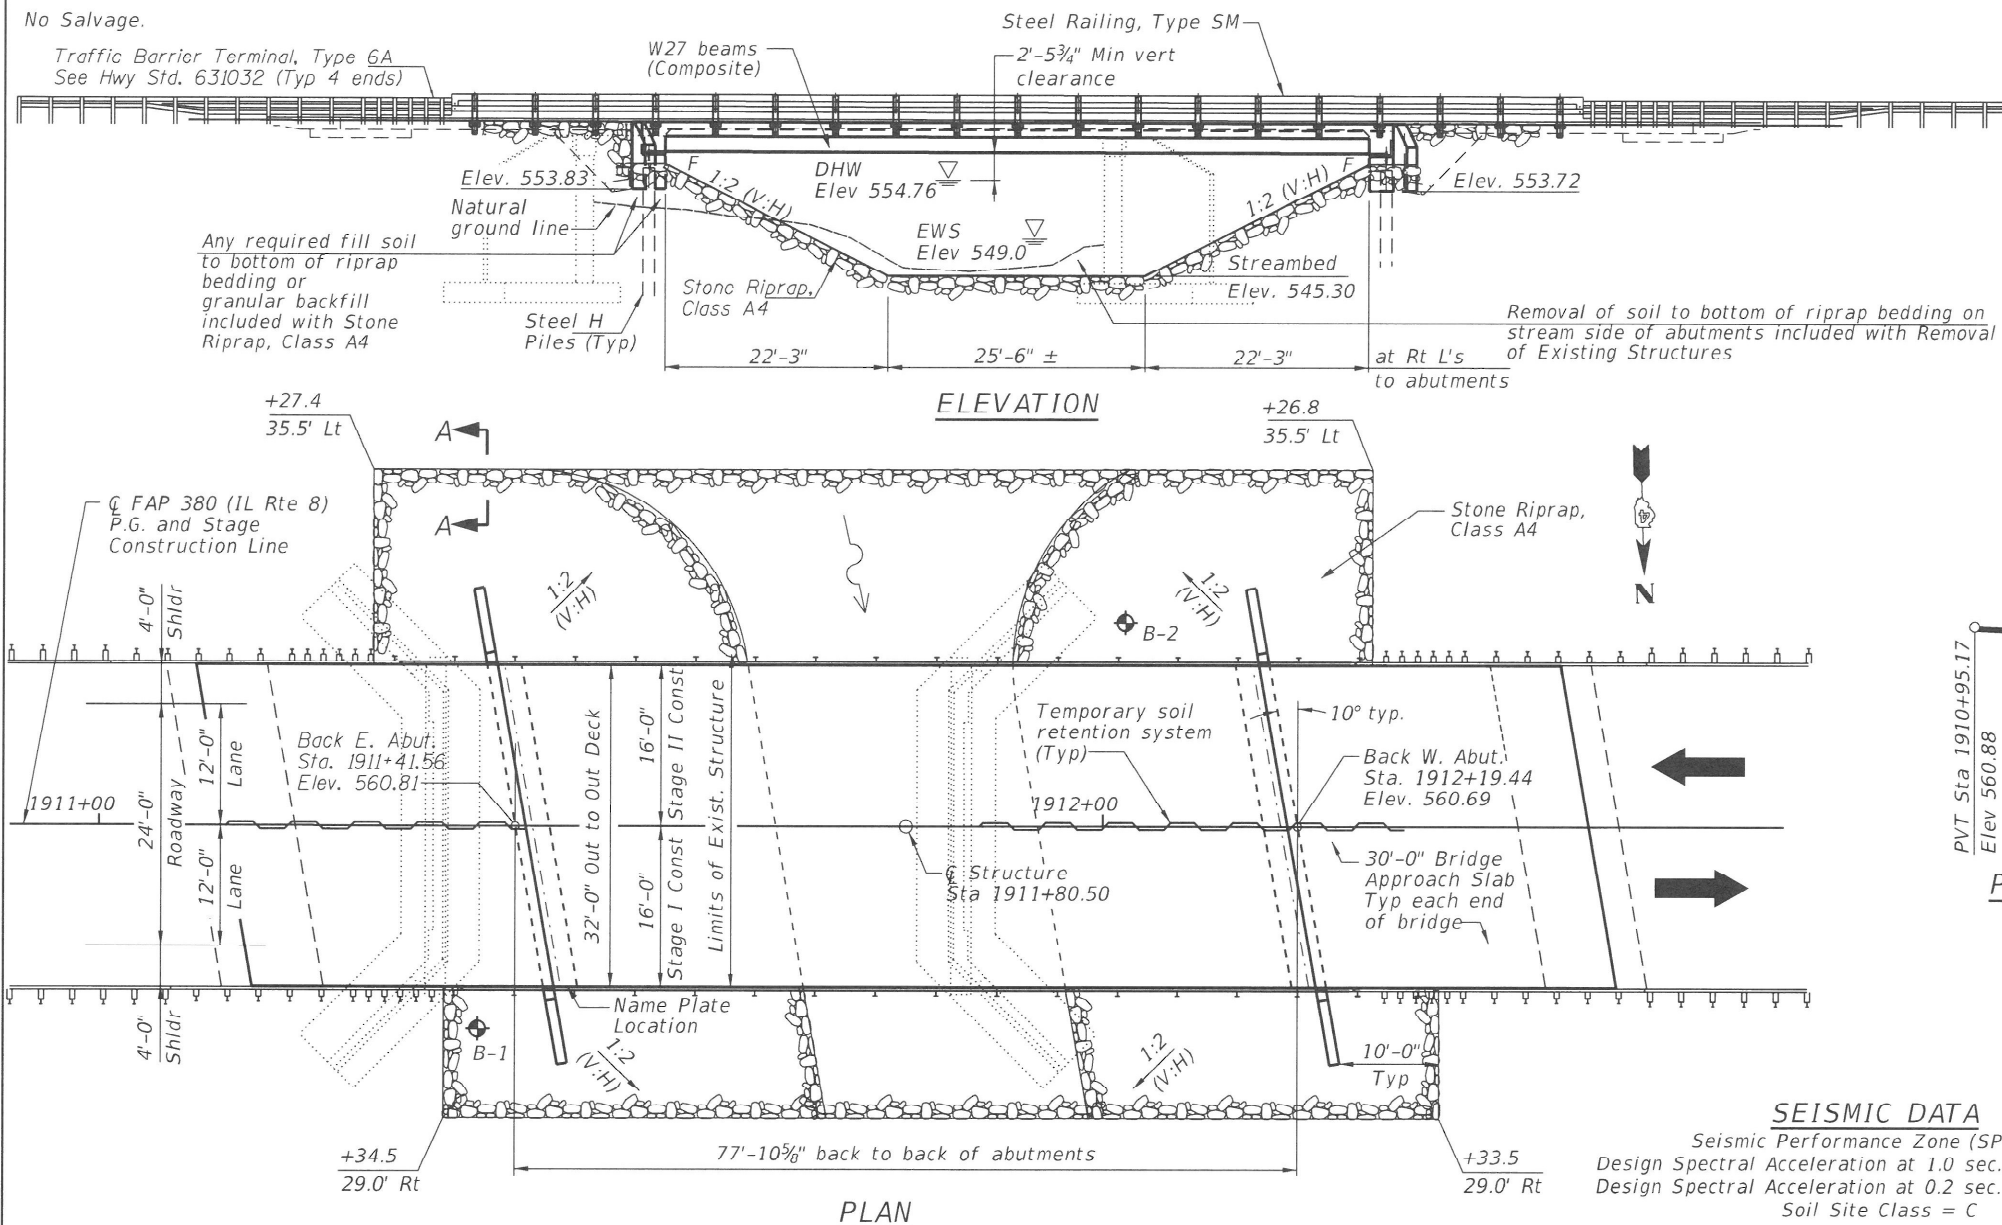 No Salvage.
Traffic Barrier Terminal, Type 6A
See Hwy Std. 631032 (Typ 4 ends)
W27 beams
(Composite)
Steel Railing, Type SM
2'-5¾" Min vert
clearance
Elev. 553.83
F
1:2 (V:H)
DHW
Elev 554.76
F
1:2 (V:H)
Elev. 553.72
Natural
ground line
EWS
Elev 549.0
Any required fill soil
to bottom of riprap
bedding or
granular backfill
included with Stone
Riprap, Class A4
Steel H
Piles (Typ)
Stone Riprap,
Class A4
Streambed
Elev. 545.30
Removal of soil to bottom of riprap bedding on
stream side of abutments included with Removal
of Existing Structures
22'-3"
25'-6" ±
22'-3"
at Rt L's
to abutments
ELEVATION
+27.4
35.5' Lt
A
A
+26.8
35.5' Lt
℄ FAP 380 (IL Rte 8)
P.G. and Stage
Construction Line
Stone Riprap,
Class A4
N
1:2
(V:H)
1:2
(V:H)
B-2
4'-0"
Shldr
24'-0"
Roadway
12'-0"
Lane
12'-0"
Lane
4'-0"
Shldr
1911+00
Back E. Abut.
Sta. 1911+41.56
Elev. 560.81
32'-0" Out to Out Deck
16'-0"
16'-0"
Stage II Const
Stage I Const
Limits of Exist. Structure
Temporary soil
retention system
(Typ)
10° typ.
Back W. Abut.
Sta. 1912+19.44
Elev. 560.69
1912+00
℄ Structure
Sta 1911+80.50
30'-0" Bridge
Approach Slab
Typ each end
of bridge
PVT Sta 1910+95.17
Elev 560.88
P
Name Plate
Location
B-1
1:2
(V:H)
1:2
(V:H)
10'-0"
Typ
+34.5
29.0' Rt
77'-10⅝" back to back of abutments
+33.5
29.0' Rt
PLAN
SEISMIC DATA
Seismic Performance Zone (SP
Design Spectral Acceleration at 1.0 sec.
Design Spectral Acceleration at 0.2 sec.
Soil Site Class = C